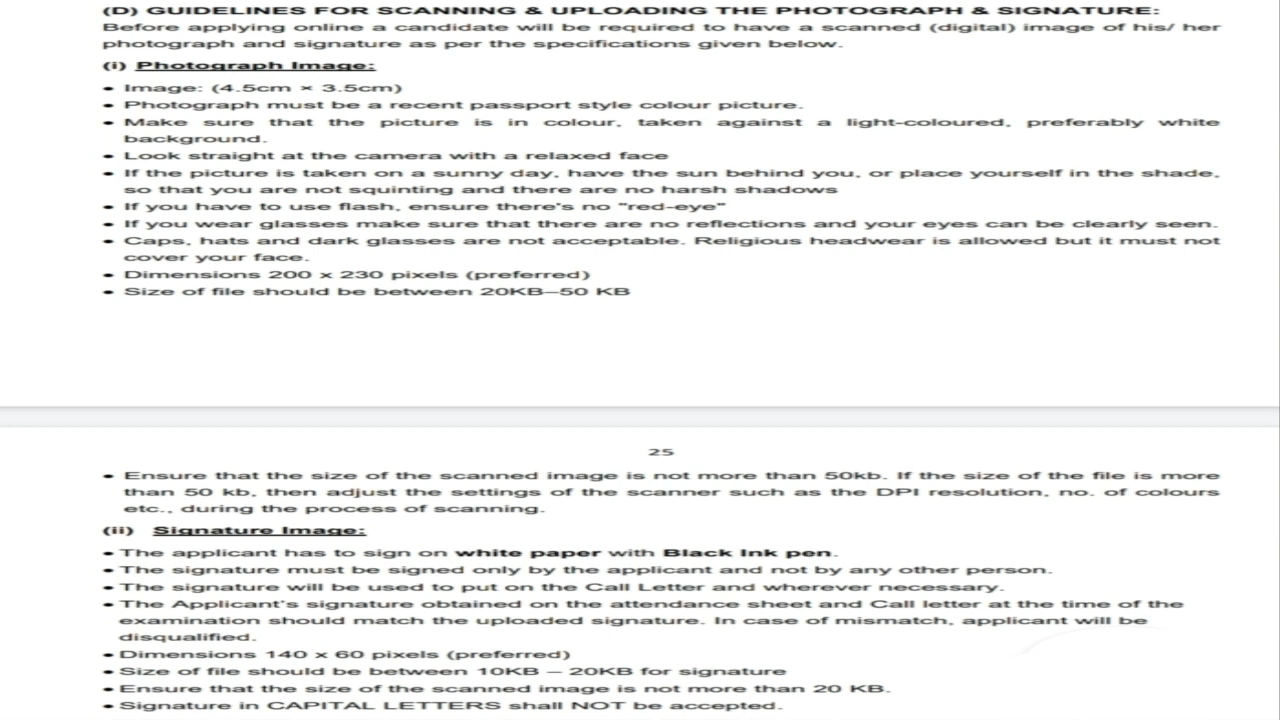 (D) GUIDELINES FOR SCANNING & UPLOADING THE PHOTOGRAPH & SIGNATURE:
Before applying online a candidate will be required to have a scanned (digital) image of his/ her
photograph and signature as per the specifications given below.
(i) Photograph Image:
• Image: (4.5cm × 3.5cm)
• Photograph must be a recent passport style colour picture.
• Make sure that the picture is in colour, taken against a light-coloured, preferably white
background.
• Look straight at the camera with a relaxed face
• If the picture is taken on a sunny day, have the sun behind you, or place yourself in the shade,
so that you are not squinting and there are no harsh shadows
• If you have to use flash, ensure there's no "red-eye"
• If you wear glasses make sure that there are no reflections and your eyes can be clearly seen.
• Caps, hats and dark glasses are not acceptable. Religious headwear is allowed but it must not
cover your face.
• Dimensions 200 x 230 pixels (preferred)
• Size of file should be between 20KB–50 KB
25
• Ensure that the size of the scanned image is not more than 50kb. If the size of the file is more
than 50 kb, then adjust the settings of the scanner such as the DPI resolution, no. of colours
etc., during the process of scanning.
(ii) Signature Image:
• The applicant has to sign on white paper with Black Ink pen.
• The signature must be signed only by the applicant and not by any other person.
• The signature will be used to put on the Call Letter and wherever necessary.
• The Applicant's signature obtained on the attendance sheet and Call letter at the time of the
examination should match the uploaded signature. In case of mismatch, applicant will be
disqualified.
• Dimensions 140 x 60 pixels (preferred)
• Size of file should be between 10KB – 20KB for signature
• Ensure that the size of the scanned image is not more than 20 KB.
• Signature in CAPITAL LETTERS shall NOT be accepted.